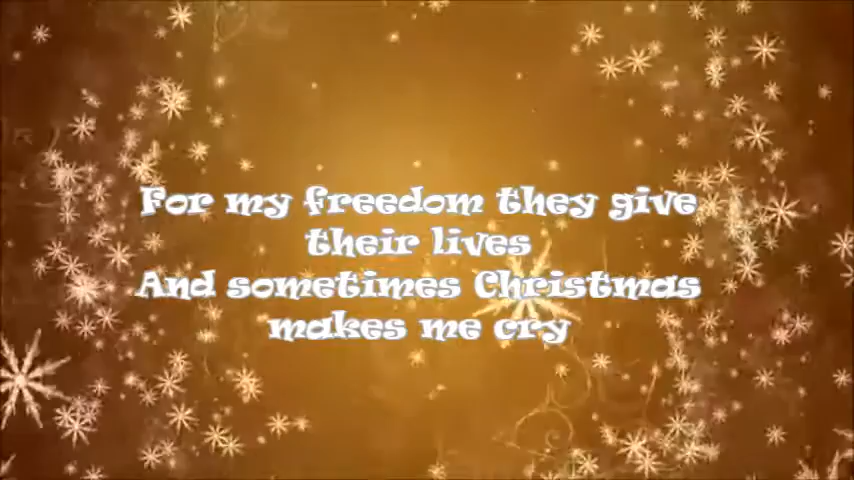 For my freedom they give
their lives
And sometimes Christmas
makes me cry